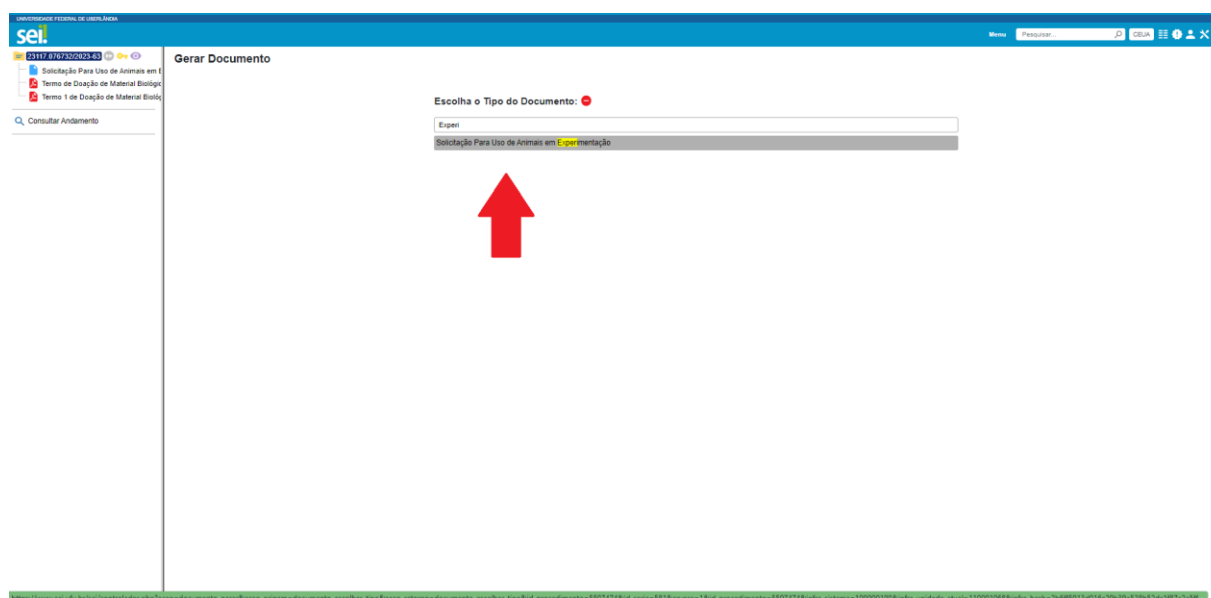 UNIVERSIDADE FEDERAL DE UBERLÂNDIA
sei!
Menu
Pesquisar...
CEUA
23117.076732/2023-63
Solicitação Para Uso de Animais em E
Termo de Doação de Material Biológic
Termo 1 de Doação de Material Biológ
Consultar Andamento
Gerar Documento
Escolha o Tipo do Documento:
Experi
Solicitação Para Uso de Animais em Experimentação